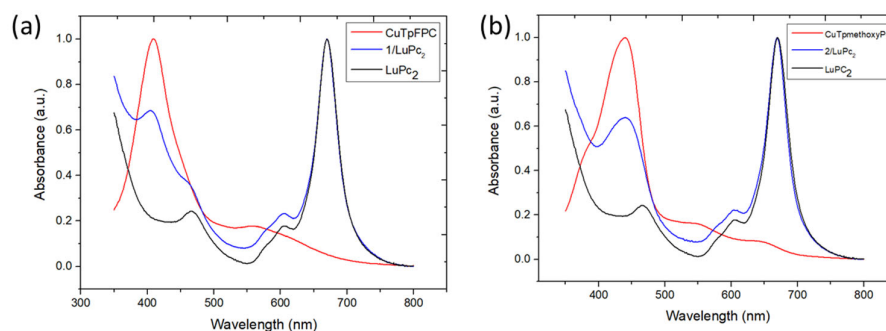 (a)
CuTpFPC
1/LuPc2
LuPc2
Absorbance (a.u.)
1.0
0.8
0.6
0.4
0.2
0.0
300 400 500 600 700 800
Wavelength (nm)
(b)
CuTpmethoxyP
2/LuPc2
LuPC2
Absorbance (a.u.)
1.0
0.8
0.6
0.4
0.2
0.0
400 500 600 700 800
Wavelength (nm)